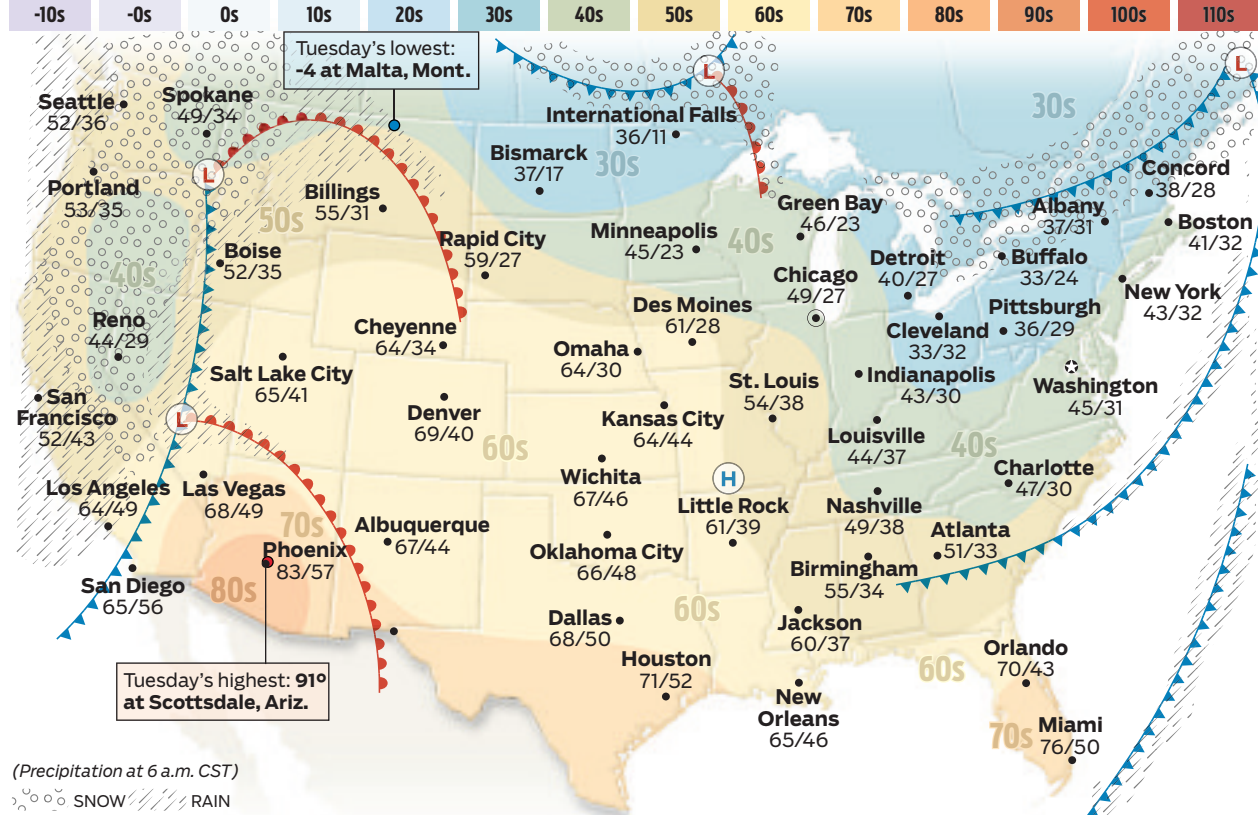 -10s -0s 0s 10s 20s 30s 40s 50s 60s 70s 80s 90s 100s 110s
Tuesday's lowest:
-4 at Malta, Mont.
L
L
Seattle
52/36
Spokane
49/34
International Falls
36/11
30s
Bismarck
37/17
30s
L
Portland
53/35
Billings
55/31
50s
Concord
38/28
Green Bay
46/23
Albany
37/31
Boston
41/32
Minneapolis
45/23
40s
Rapid City
59/27
Boise
52/35
40s
Chicago
49/27
Detroit
40/27
Buffalo
33/24
New York
43/32
Des Moines
61/28
Pittsburgh
36/29
Cleveland
33/32
Reno
44/29
Cheyenne
64/34
Omaha
64/30
Salt Lake City
65/41
St. Louis
54/38
Indianapolis
43/30
Washington
45/31
San
Francisco
52/43
L
Denver
69/40
60s
Kansas City
64/44
Louisville
44/37
40s
Wichita
67/46
H
Charlotte
47/30
Los Angeles
64/49
Las Vegas
68/49
70s
Little Rock
61/39
Nashville
49/38
Albuquerque
67/44
Oklahoma City
66/48
Atlanta
51/33
Phoenix
83/57
80s
Birmingham
55/34
San Diego
65/56
60s
Dallas
68/50
Jackson
60/37
Houston
71/52
60s
Orlando
70/43
Tuesday's highest: 91º
at Scottsdale, Ariz.
New
Orleans
65/46
70s
Miami
76/50
(Precipitation at 6 a.m. CST)
SNOW RAIN